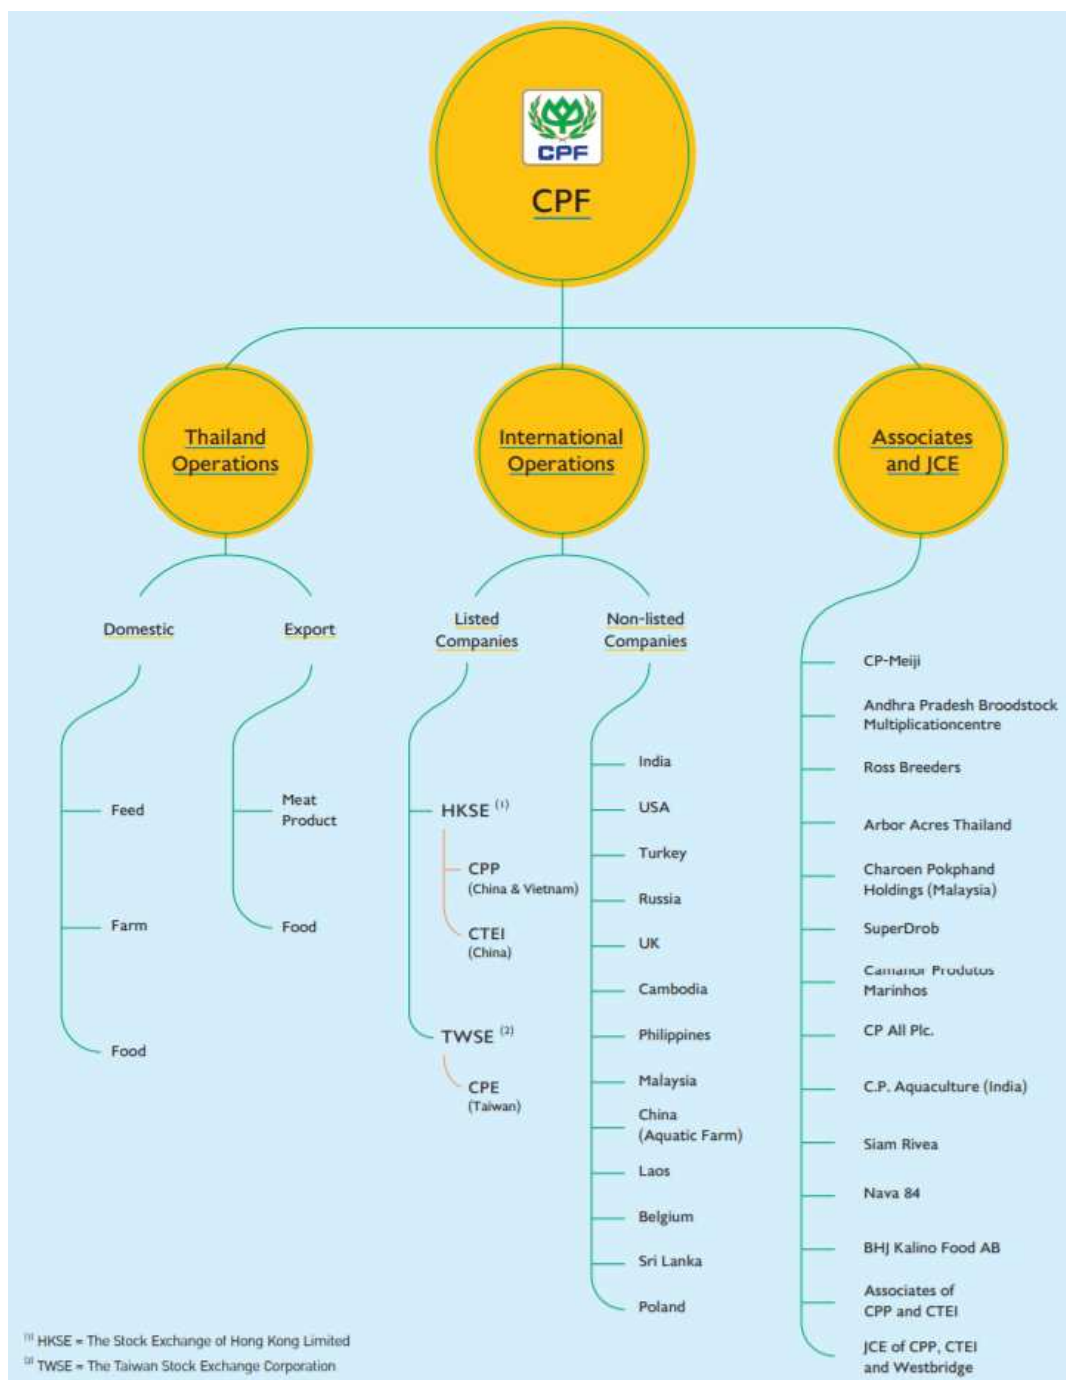 CPF
CPF
Thailand
Operations
International
Operations
Associates
and JCE
Domestic
Export
Listed
Companies
Non-listed
Companies
Feed
Farm
Food
Meat
Product
Food
HKSE (1)
CPP
(China & Vietnam)
CTEI
(China)
TWSE (2)
CPE
(Taiwan)
India
USA
Turkey
Russia
UK
Cambodia
Philippines
Malaysia
China
(Aquatic Farm)
Laos
Belgium
Sri Lanka
Poland
CP-Meiji
Andhra Pradesh Broodstock
Multiplicationcentre
Ross Breeders
Arbor Acres Thailand
Charoen Pokphand
Holdings (Malaysia)
SuperDrob
Camanor Produtos
Marinhos
CP All Plc.
C.P. Aquaculture (India)
Siam Rivea
Nava 84
BHJ Kalino Food AB
Associates of
CPP and CTEI
JCE of CPP, CTEI
and Westbridge
(1) HKSE = The Stock Exchange of Hong Kong Limited
(2) TWSE = The Taiwan Stock Exchange Corporation